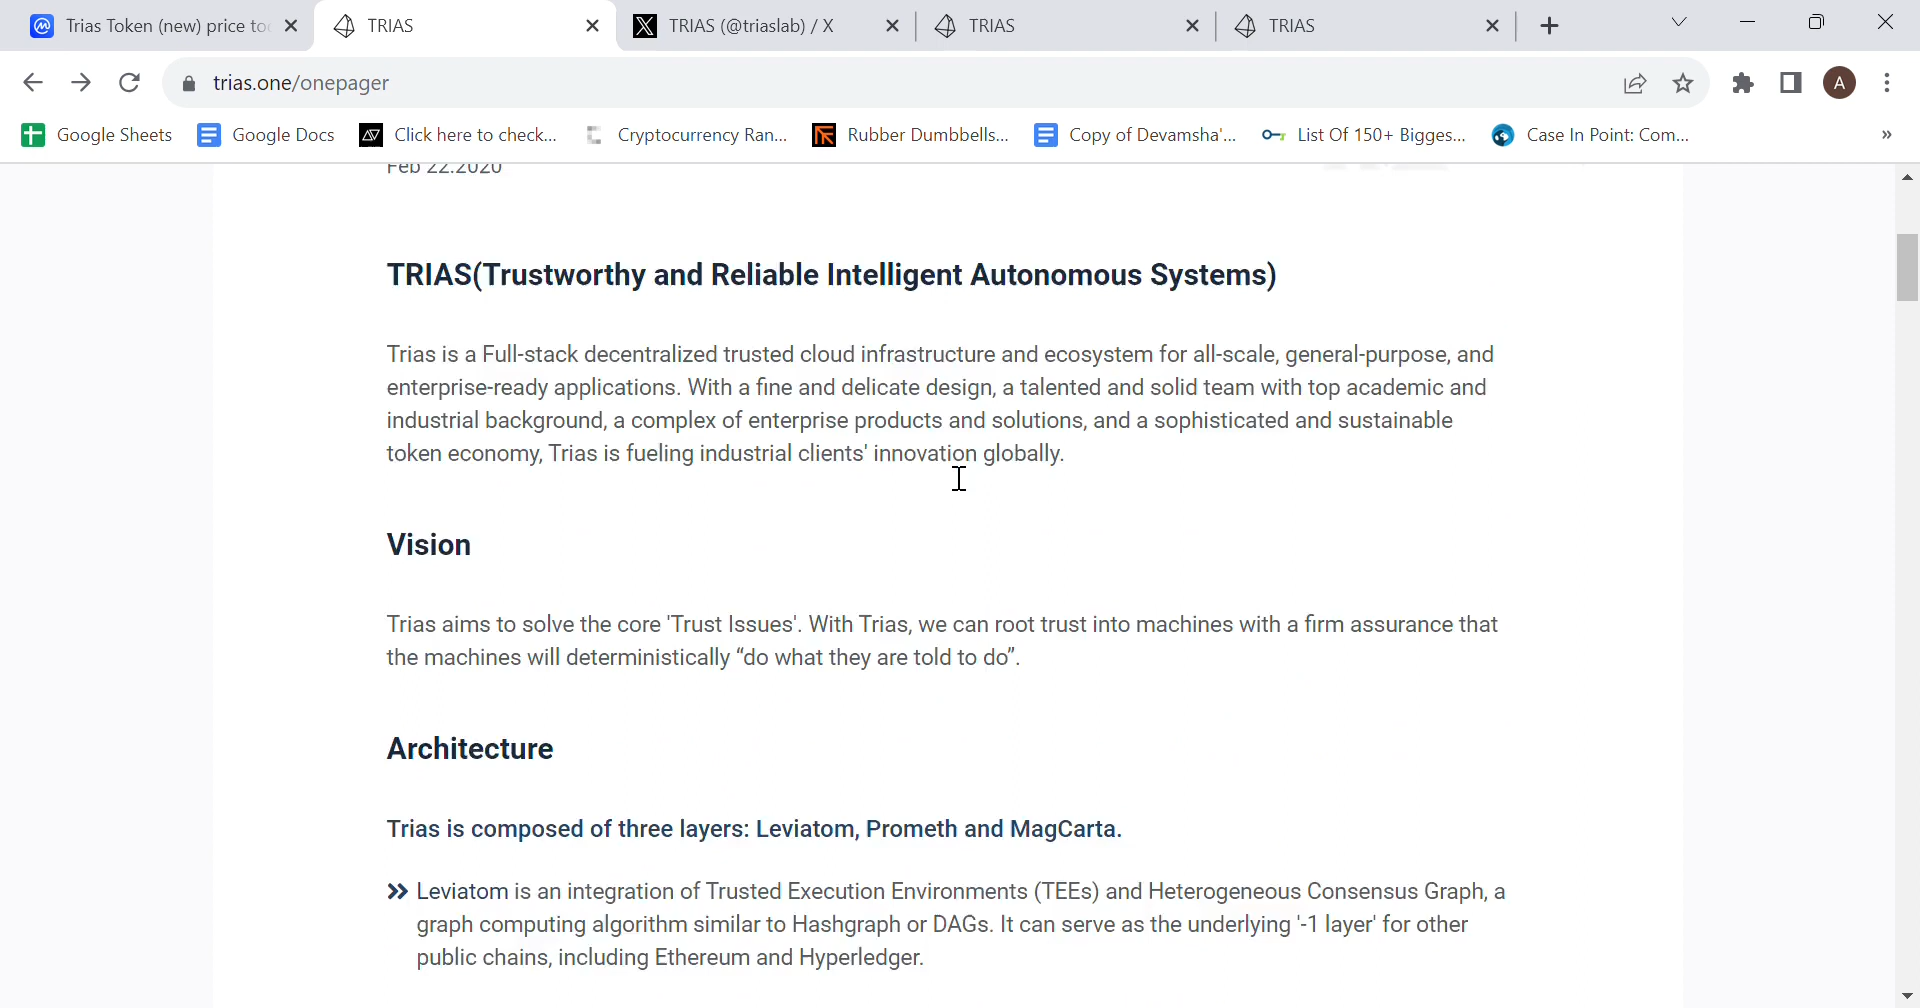 Trias Token (new) price to
TRIAS
TRIAS (@triaslab) / X
TRIAS
TRIAS
trias.one/onepager
A
Google Sheets
Google Docs
Click here to check...
Cryptocurrency Ran...
Rubber Dumbbells...
Copy of Devamsha'...
List Of 150+ Bigges...
Case In Point: Com...
»
Feb 22.2020
TRIAS(Trustworthy and Reliable Intelligent Autonomous Systems)
Trias is a Full-stack decentralized trusted cloud infrastructure and ecosystem for all-scale, general-purpose, and
enterprise-ready applications. With a fine and delicate design, a talented and solid team with top academic and
industrial background, a complex of enterprise products and solutions, and a sophisticated and sustainable
token economy, Trias is fueling industrial clients' innovation globally.
Vision
Trias aims to solve the core 'Trust Issues'. With Trias, we can root trust into machines with a firm assurance that
the machines will deterministically “do what they are told to do”.
Architecture
Trias is composed of three layers: Leviatom, Prometh and MagCarta.
Leviatom is an integration of Trusted Execution Environments (TEEs) and Heterogeneous Consensus Graph, a
graph computing algorithm similar to Hashgraph or DAGs. It can serve as the underlying '-1 layer' for other
public chains, including Ethereum and Hyperledger.